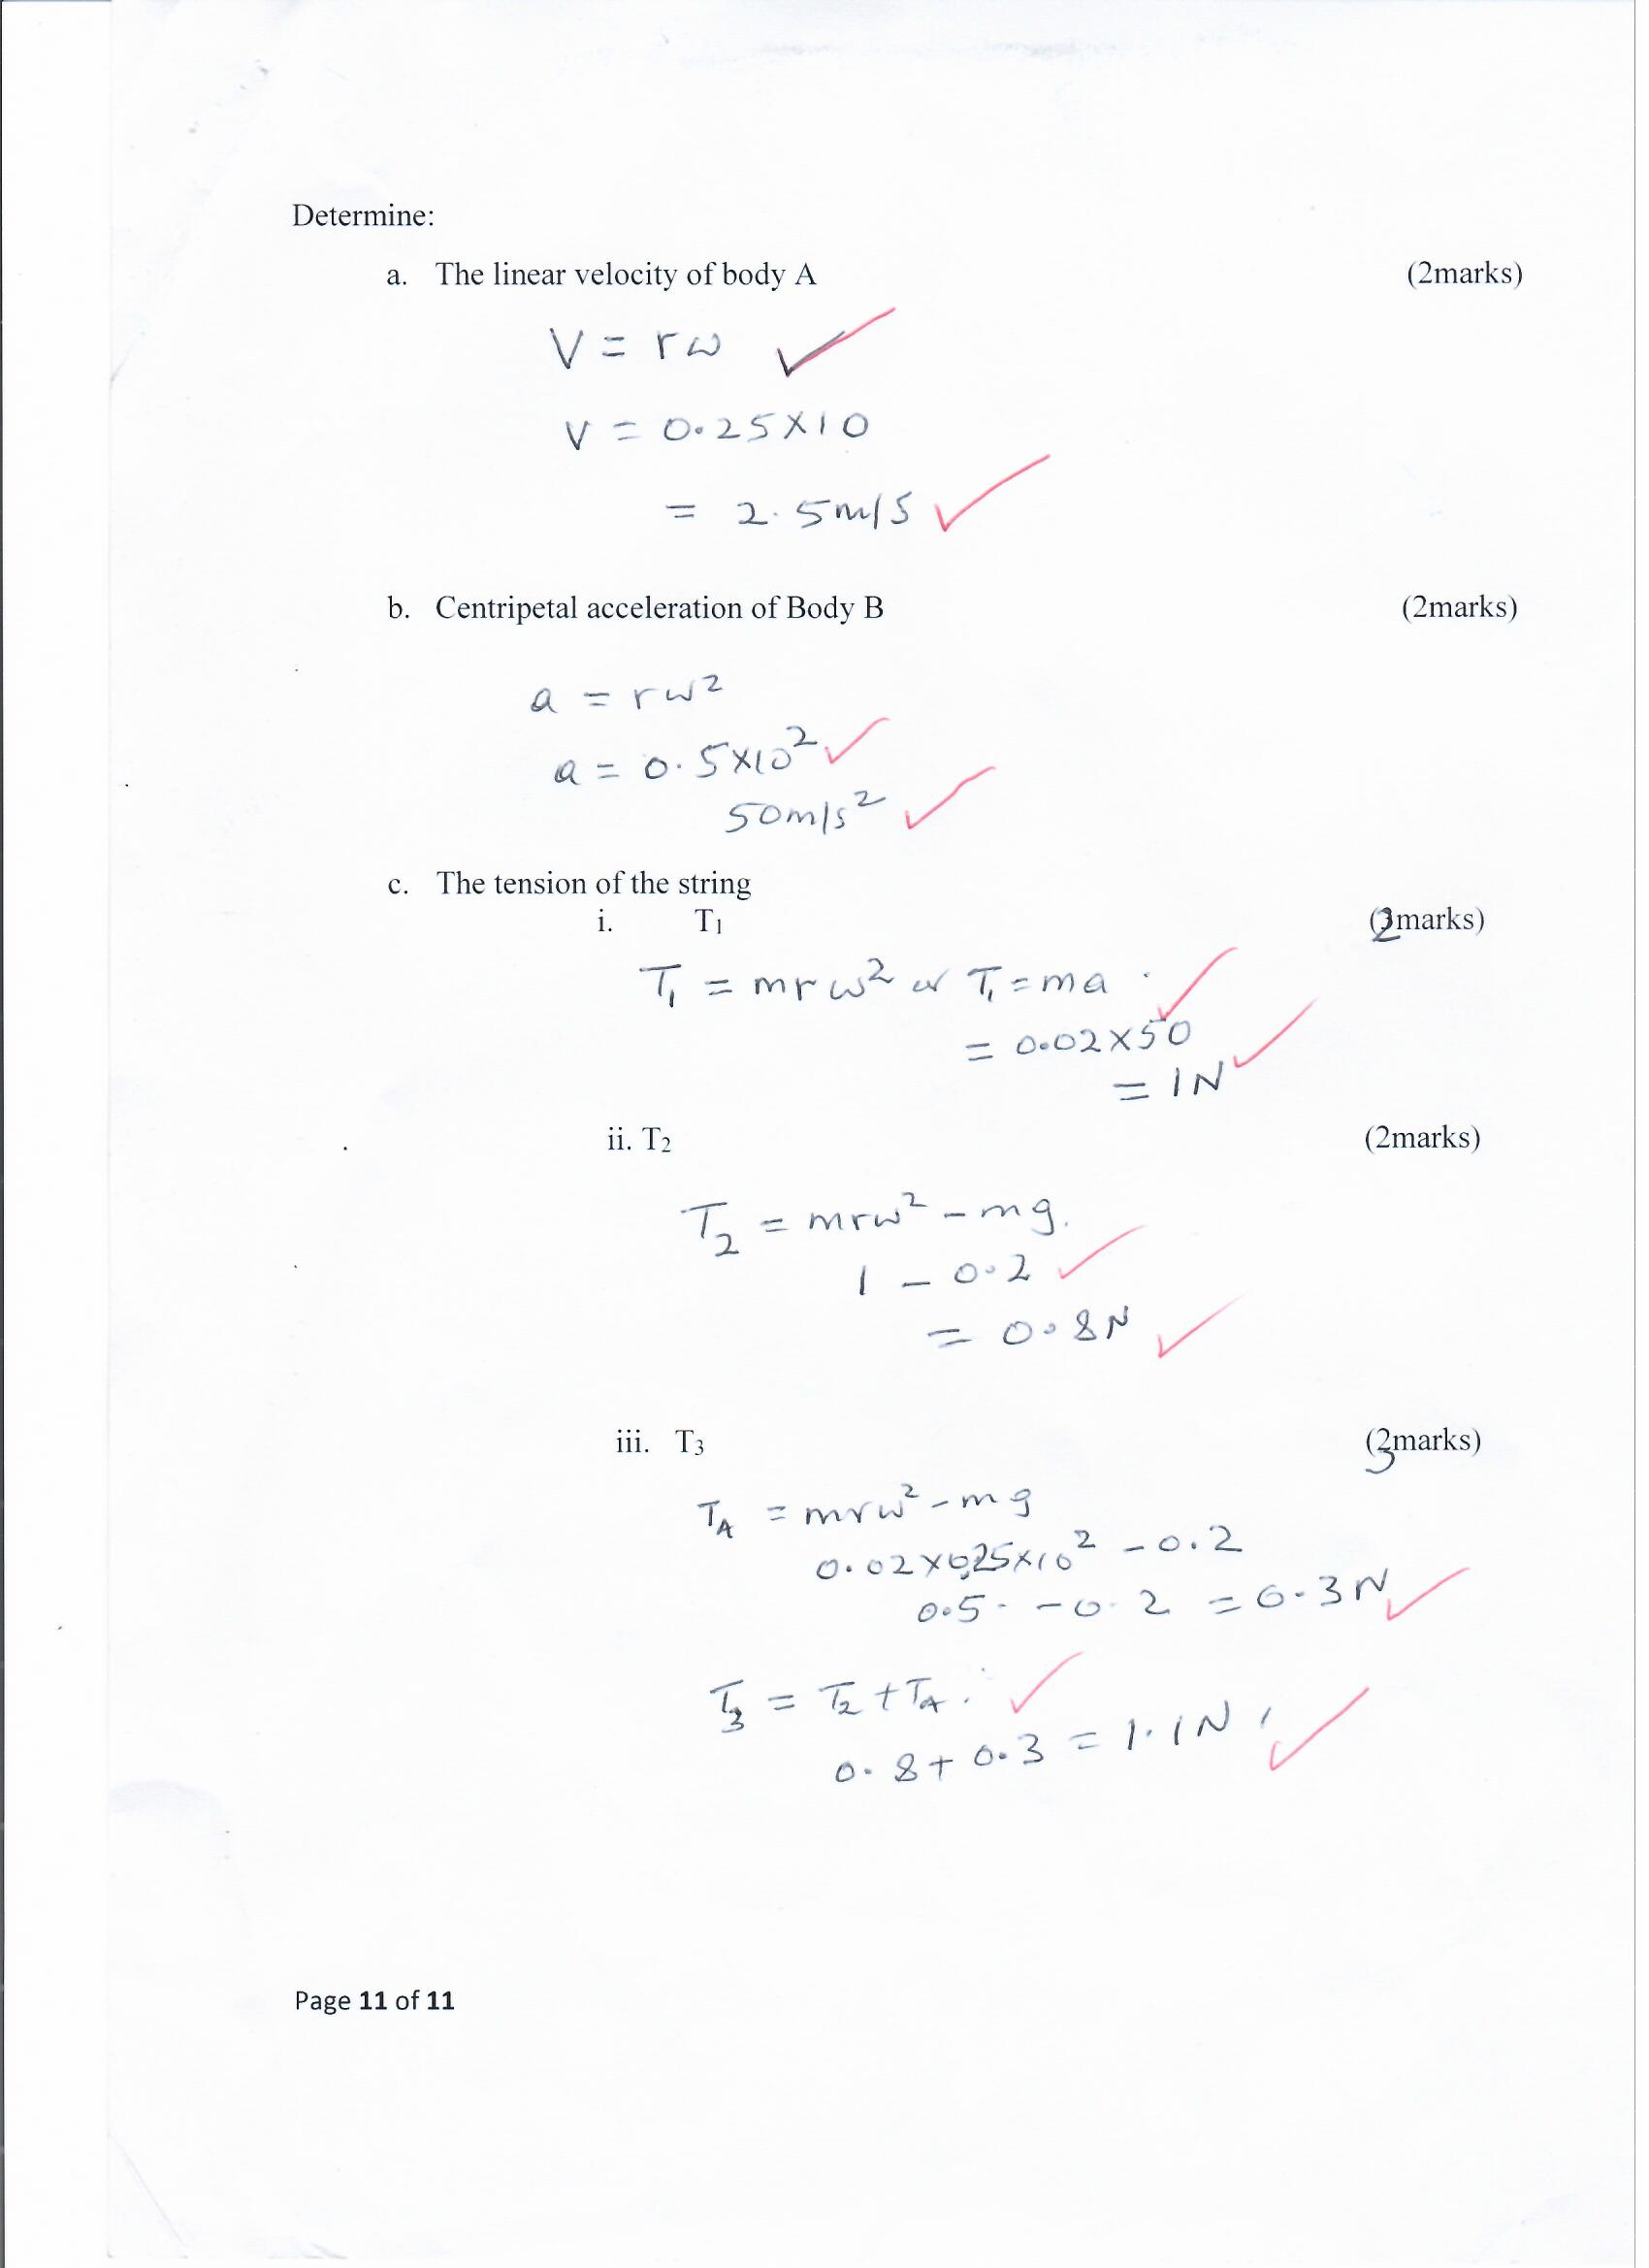 Determine:
a. The linear velocity of body A (2marks)
V = rω
V = 0.25×10
= 2.5m/s
b. Centripetal acceleration of Body B (2marks)
a = rω²
a = 0.5×10²
50m/s²
c. The tension of the string
i. T₁ (2marks)
T₁ = mrω² or T₁ = ma
= 0.02×50
= 1N
ii. T₂ (2marks)
T₂ = mrω² – mg.
1 – 0.2
= 0.8N
iii. T₃ (3marks)
T_A = mrω² – mg
0.02×0.25×10² – 0.2
0.5 – 0.2 = 0.3N
T₃ = T₂ + T_A.
0.8 + 0.3 = 1.1N
Page 11 of 11